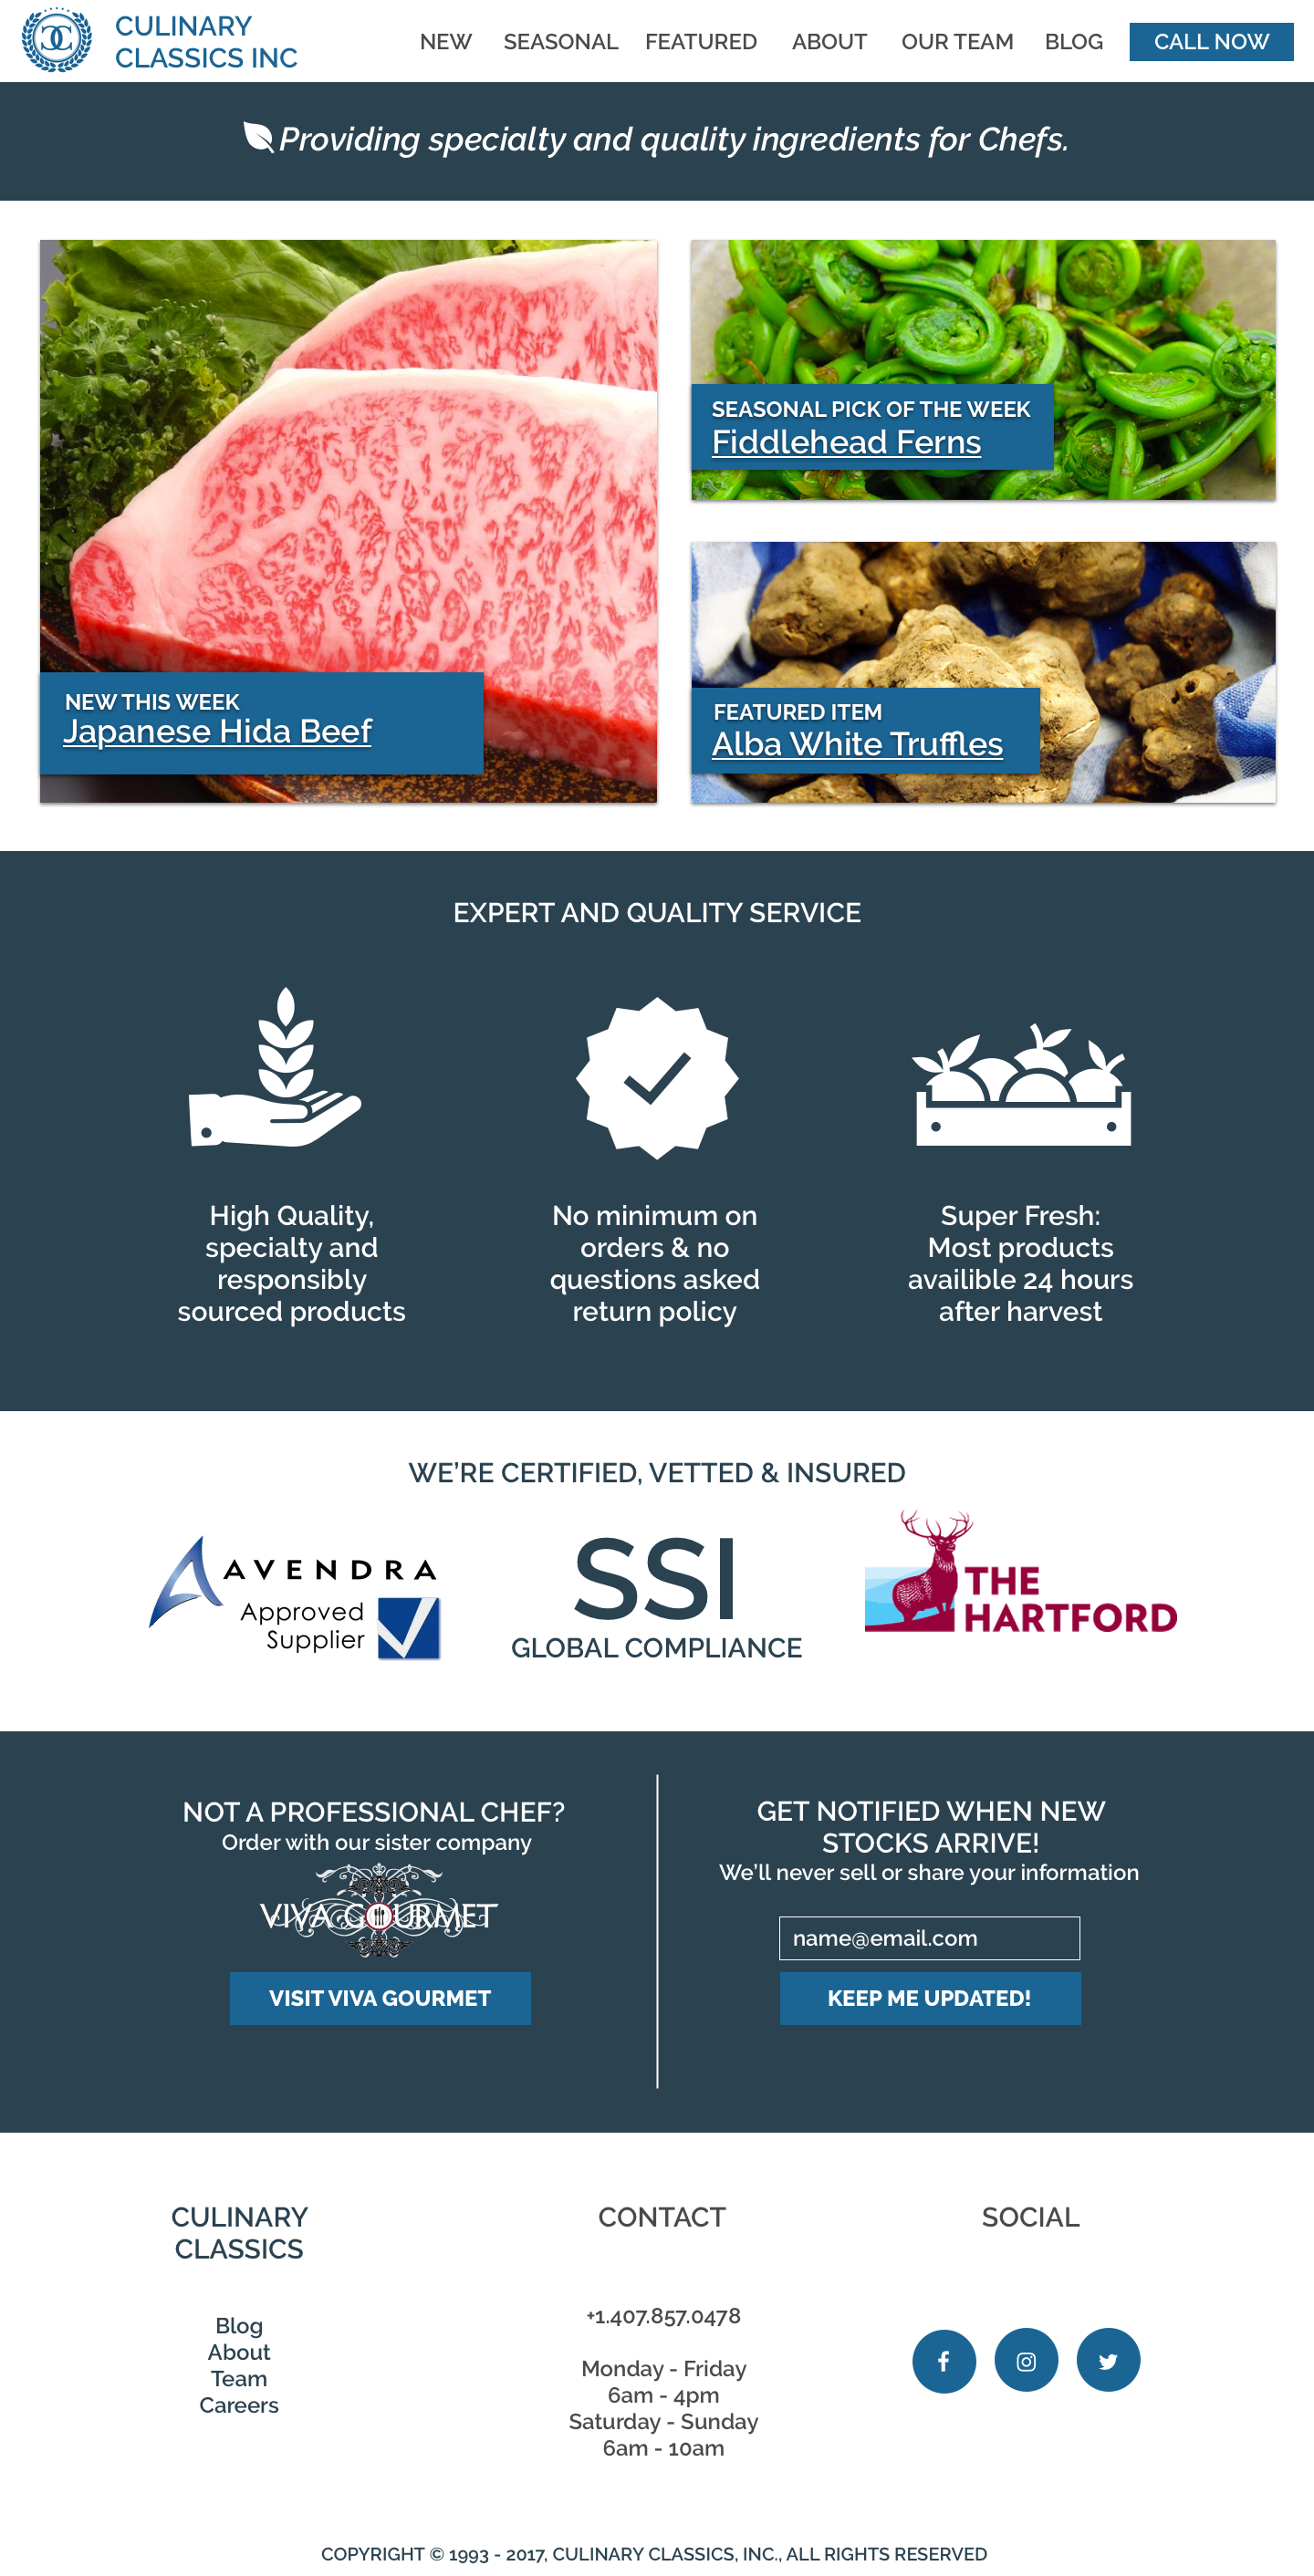 CULINARY
CLASSICS INC
NEW SEASONAL FEATURED ABOUT OUR TEAM BLOG CALL NOW
Providing specialty and quality ingredients for Chefs.
NEW THIS WEEK
Japanese Hida Beef
SEASONAL PICK OF THE WEEK
Fiddlehead Ferns
FEATURED ITEM
Alba White Truffles
EXPERT AND QUALITY SERVICE
High Quality,
specialty and
responsibly
sourced products
No minimum on
orders & no
questions asked
return policy
Super Fresh:
Most products
availible 24 hours
after harvest
WE'RE CERTIFIED, VETTED & INSURED
AVENDRA
Approved
Supplier
SSI
GLOBAL COMPLIANCE
THE
HARTFORD
NOT A PROFESSIONAL CHEF?
Order with our sister company
VIVA GOURMET
VISIT VIVA GOURMET
GET NOTIFIED WHEN NEW
STOCKS ARRIVE!
We'll never sell or share your information
name@email.com
KEEP ME UPDATED!
CULINARY
CLASSICS
Blog
About
Team
Careers
CONTACT
+1.407.857.0478
Monday - Friday
6am - 4pm
Saturday - Sunday
6am - 10am
SOCIAL
COPYRIGHT © 1993 - 2017, CULINARY CLASSICS, INC., ALL RIGHTS RESERVED